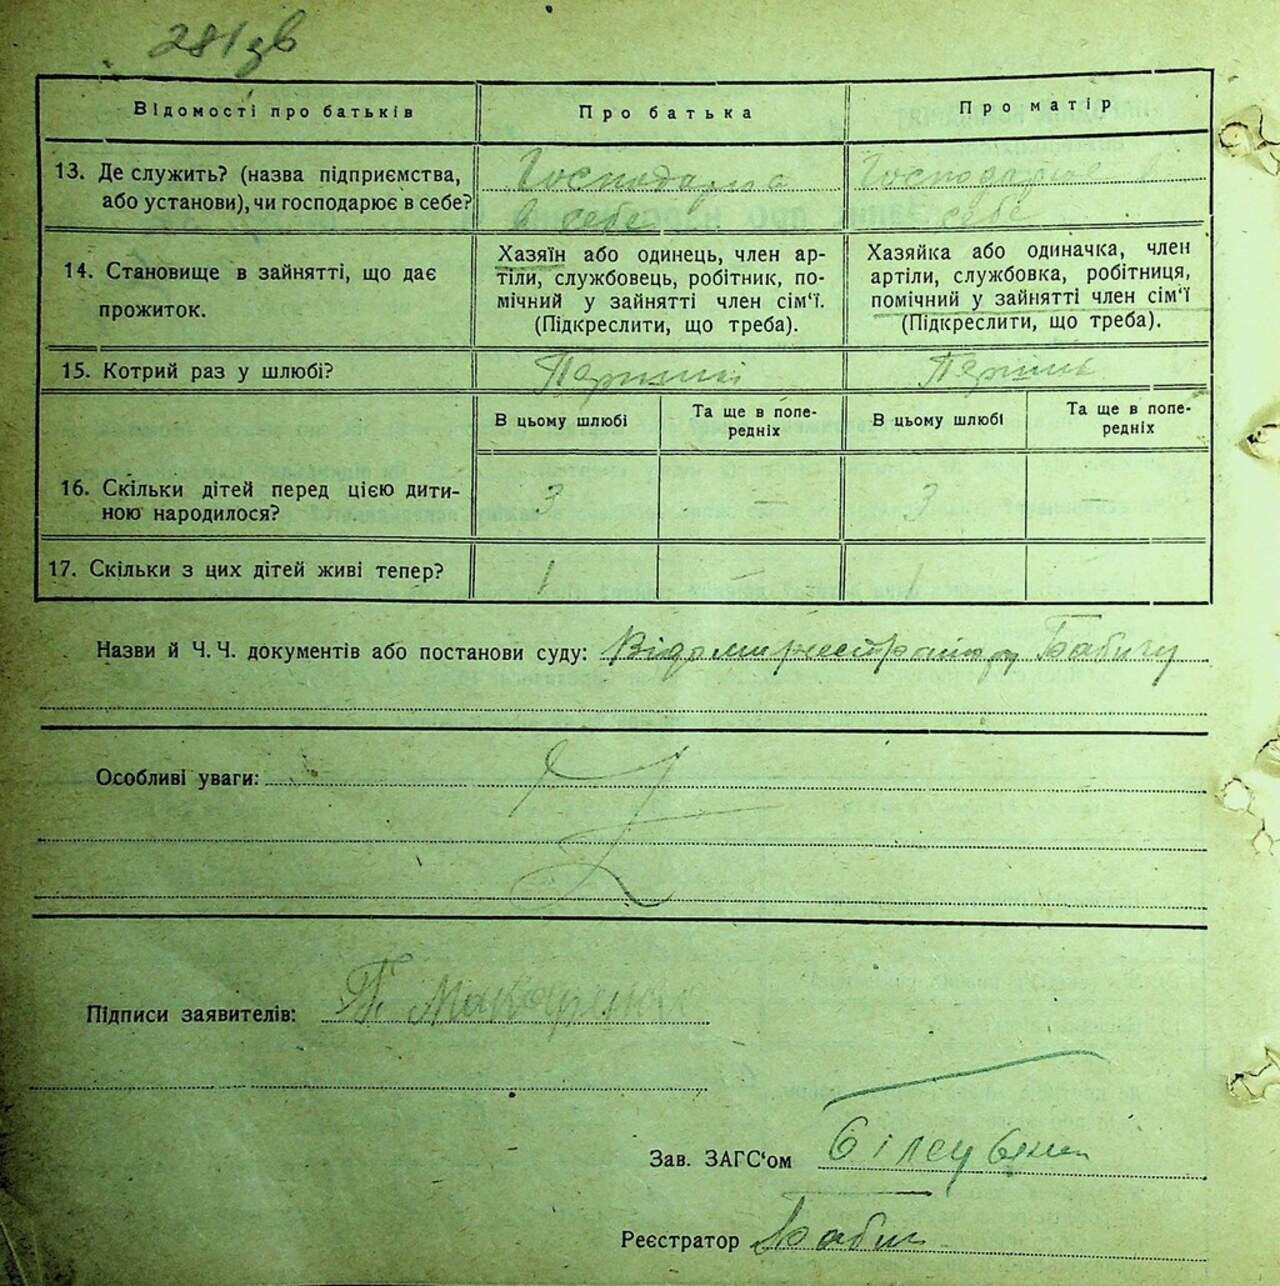 281зв
Відомості про батьків
Про батька
Про матір
13. Де служить? (назва підприємства,
або установи), чи господарює в себе?
Господарює
в себе
Господарює в
себе
14. Становище в зайнятті, що дає
прожиток.
Хазяїн або одинець, член ар-
тіли, службовець, робітник, по-
мічний у зайнятті член сім‘ї.
(Підкреслити, що треба).
Хазяйка або одиначка, член
артіли, службовка, робітниця,
помічний у зайнятті член сім‘ї
(Підкреслити, що треба).
15. Котрий раз у шлюбі?
Перший
Перший
В цьому шлюбі
Та ще в попе-
редніх
В цьому шлюбі
Та ще в попе-
редніх
16. Скільки дітей перед цією дити-
ною народилося?
3
—
3
—
17. Скільки з цих дітей живі тепер?
1
—
1
Назви й Ч. Ч. документів або постанови суду: Бабичу
Особливі уваги:
Підписи заявителів: Макаренко
Зав. ЗАГС‘ом
Реєстратор Бабич